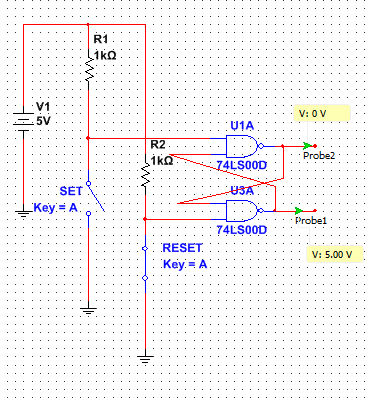 R1
1kΩ
V1
5V
V: 0 V
U1A
Probe2
74LS00D
R2
1kΩ
SET
Key = A
U3A
Probe1
74LS00D
RESET
Key = A
V: 5.00 V